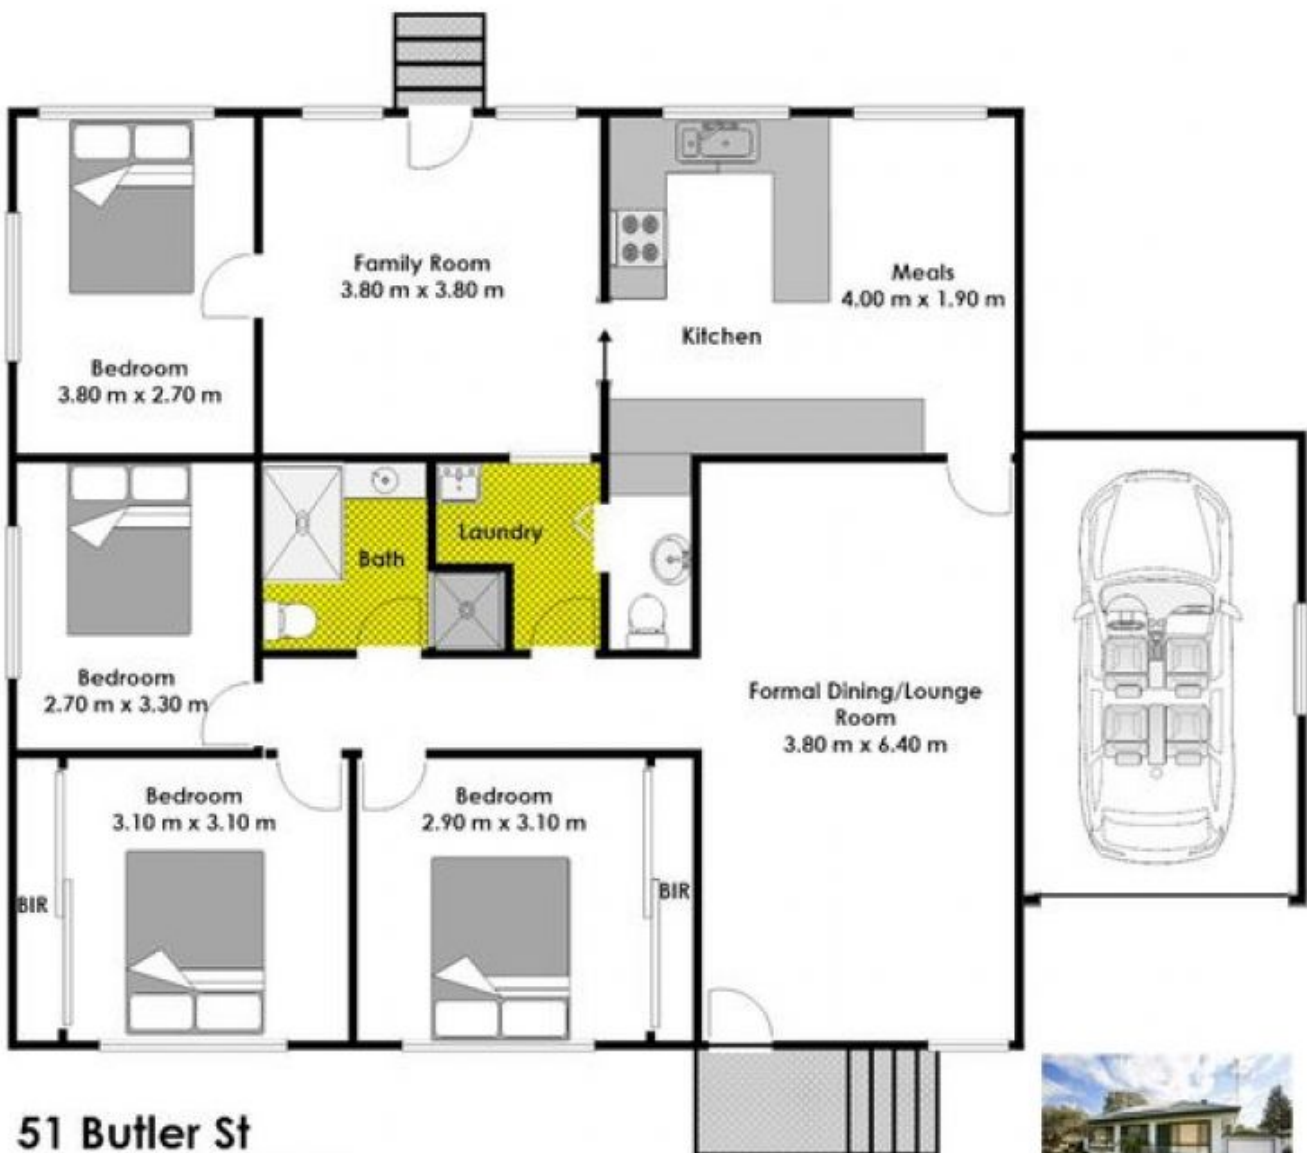 Family Room
3.80 m x 3.80 m
Meals
4.00 m x 1.90 m
Kitchen
Bedroom
3.80 m x 2.70 m
Laundry
Bath
Bedroom
2.70 m x 3.30 m
Formal Dining/Lounge
Room
3.80 m x 6.40 m
Bedroom
3.10 m x 3.10 m
Bedroom
2.90 m x 3.10 m
BIR
BIR
51 Butler St